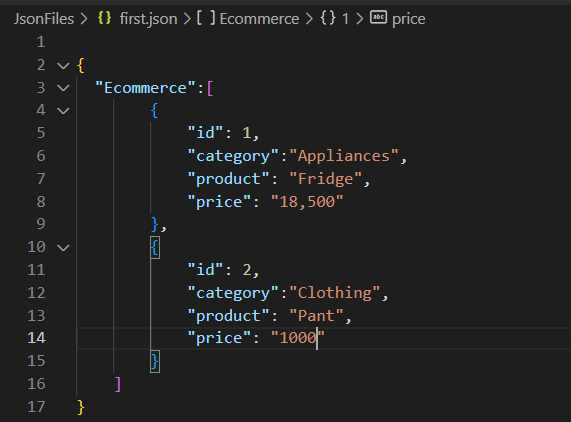 JsonFiles > {} first.json > [ ] Ecommerce > {} 1 > abc price
1
2 {
3 "Ecommerce":[
4 {
5 "id": 1,
6 "category":"Appliances",
7 "product": "Fridge",
8 "price": "18,500"
9 },
10 {
11 "id": 2,
12 "category":"Clothing",
13 "product": "Pant",
14 "price": "1000"
15 }
16 ]
17 }